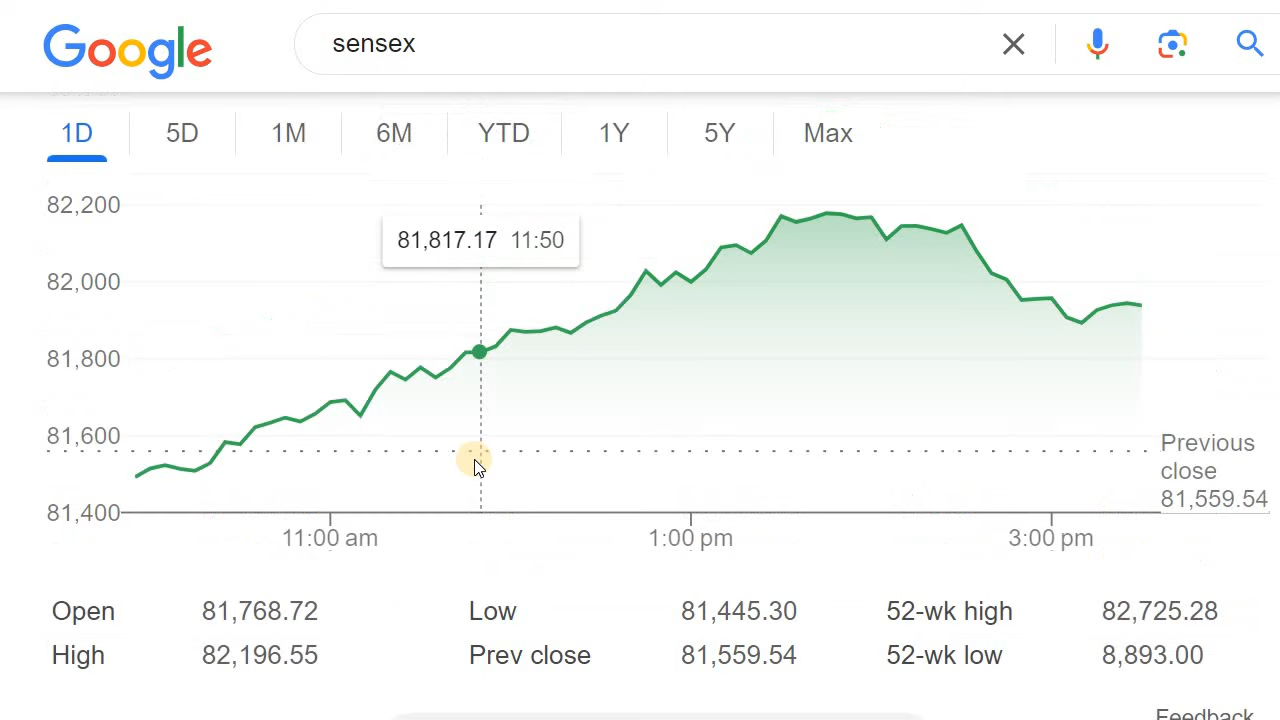 Google
sensex
1D 5D 1M 6M YTD 1Y 5Y Max
82,200
81,817.17 11:50
82,000
81,800
81,600
Previous
close
81,559.54
81,400
11:00 am 1:00 pm 3:00 pm
Open 81,768.72 Low 81,445.30 52-wk high 82,725.28
High 82,196.55 Prev close 81,559.54 52-wk low 8,893.00
Feedback